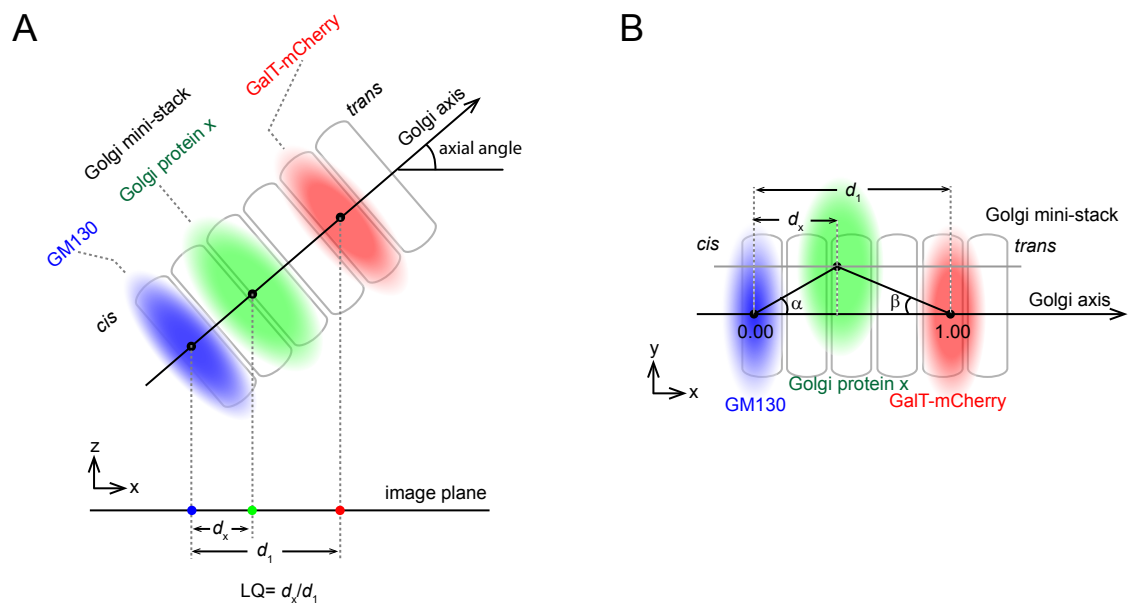 A
GalT-mCherry
Golgi mini-stack
Golgi protein x
GM130
trans
Golgi axis
axial angle
cis
z
x
image plane
dx
d1
LQ= dx/d1
B
d1
dx
Golgi mini-stack
cis
trans
α
β
Golgi axis
0.00
1.00
y
x
Golgi protein x
GM130
GalT-mCherry